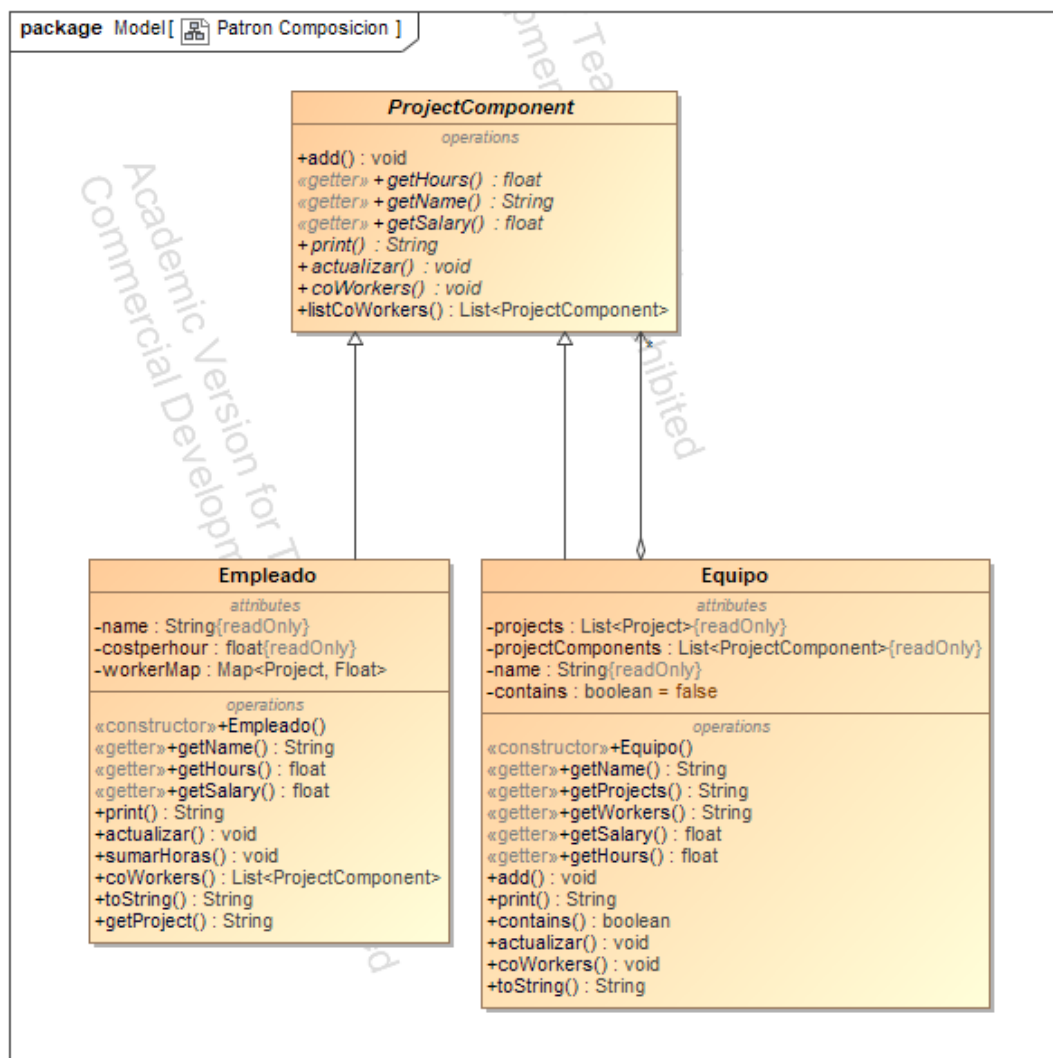 package Model[ Patron Composicion ]
ProjectComponent
operations
+add() : void
«getter» +getHours() : float
«getter» +getName() : String
«getter» +getSalary() : float
+print() : String
+actualizar() : void
+coWorkers() : void
+listCoWorkers() : List<ProjectComponent>
Academic Version for T
Commercial Developm
Tea
pmen
hibited
ed
Empleado
attributes
-name : String{readOnly}
-costperhour : float{readOnly}
-workerMap : Map<Project, Float>
operations
«constructor»+Empleado()
«getter»+getName() : String
«getter»+getHours() : float
«getter»+getSalary() : float
+print() : String
+actualizar() : void
+sumarHoras() : void
+coWorkers() : List<ProjectComponent>
+toString() : String
+getProject() : String
Equipo
attributes
-projects : List<Project>{readOnly}
-projectComponents : List<ProjectComponent>{readOnly}
-name : String{readOnly}
-contains : boolean = false
operations
«constructor»+Equipo()
«getter»+getName() : String
«getter»+getProjects() : String
«getter»+getWorkers() : String
«getter»+getSalary() : float
«getter»+getHours() : float
+add() : void
+print() : String
+contains() : boolean
+actualizar() : void
+coWorkers() : void
+toString() : String